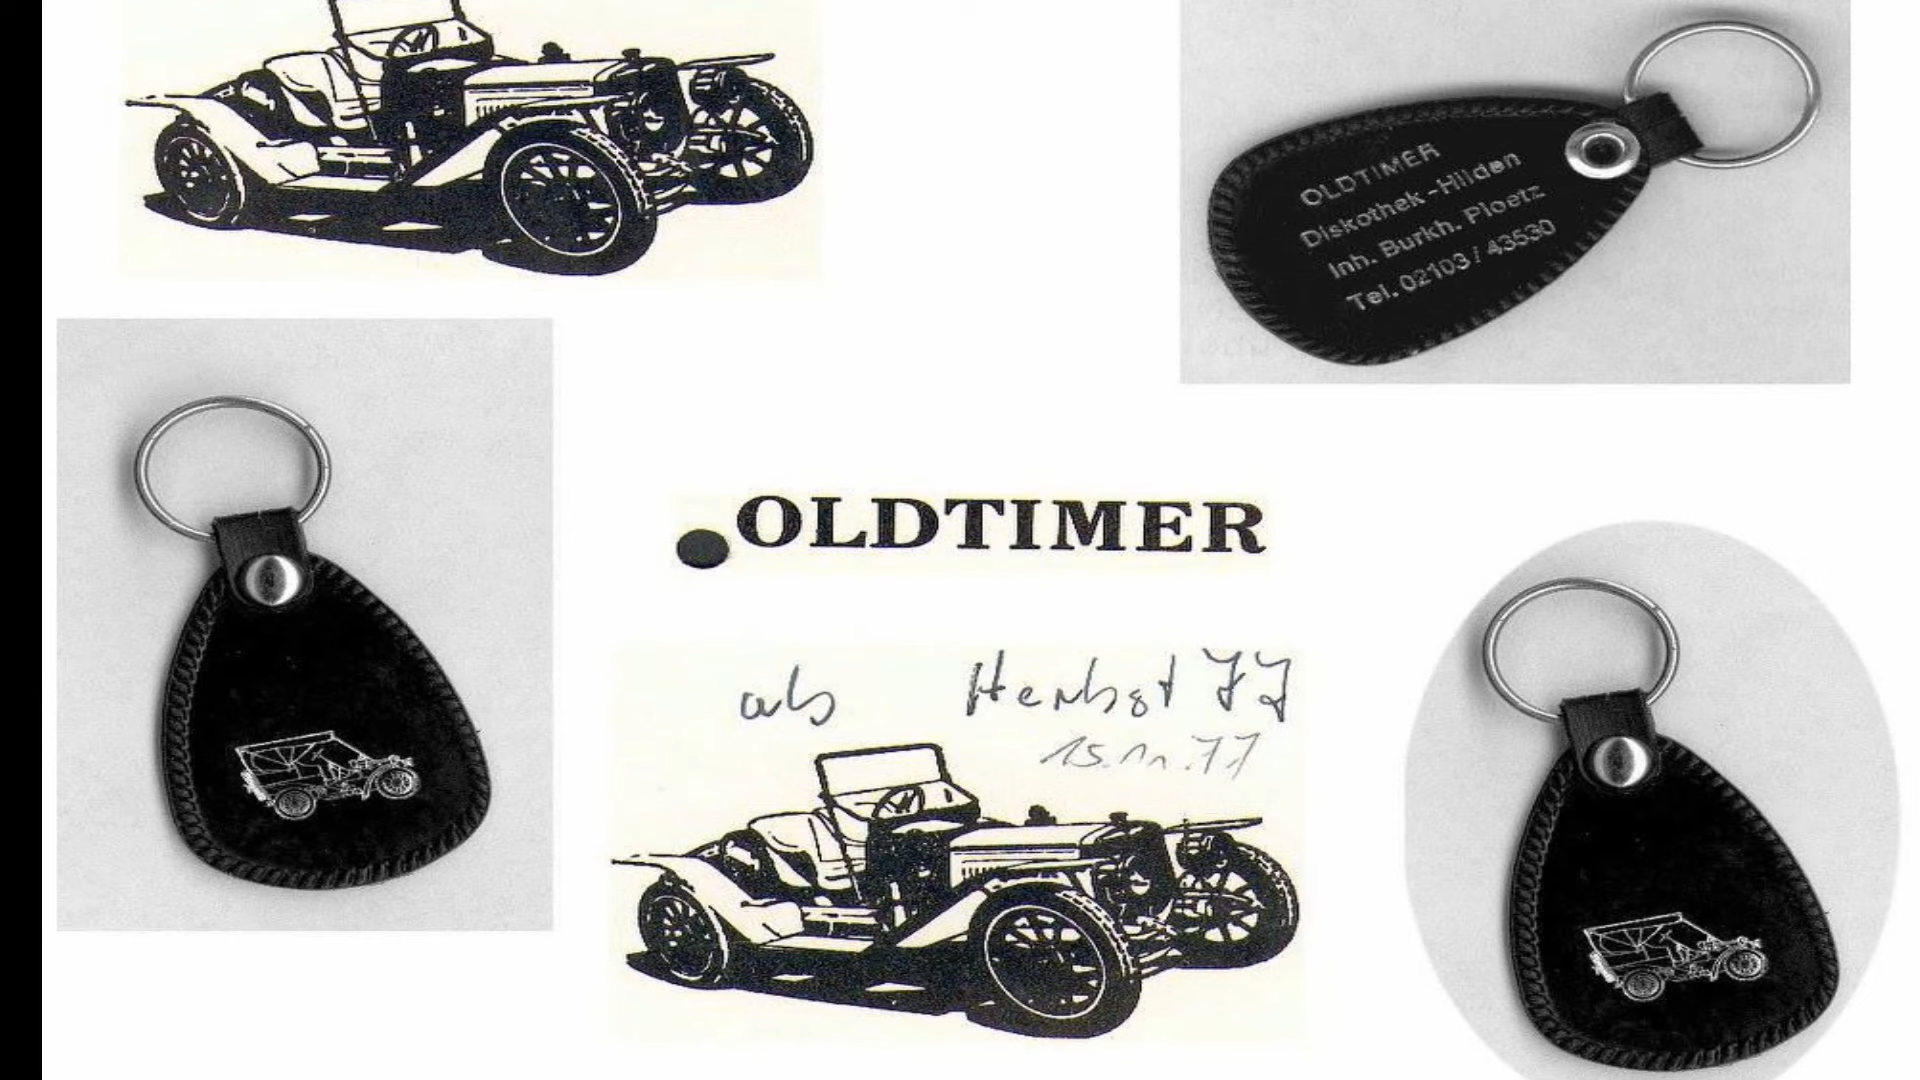 OLDTIMER
Diskothek-Hilden
Inh. Burkh. Ploetz
Tel. 02103 / 43530
OLDTIMER
ab Herbst 77
15.11.77